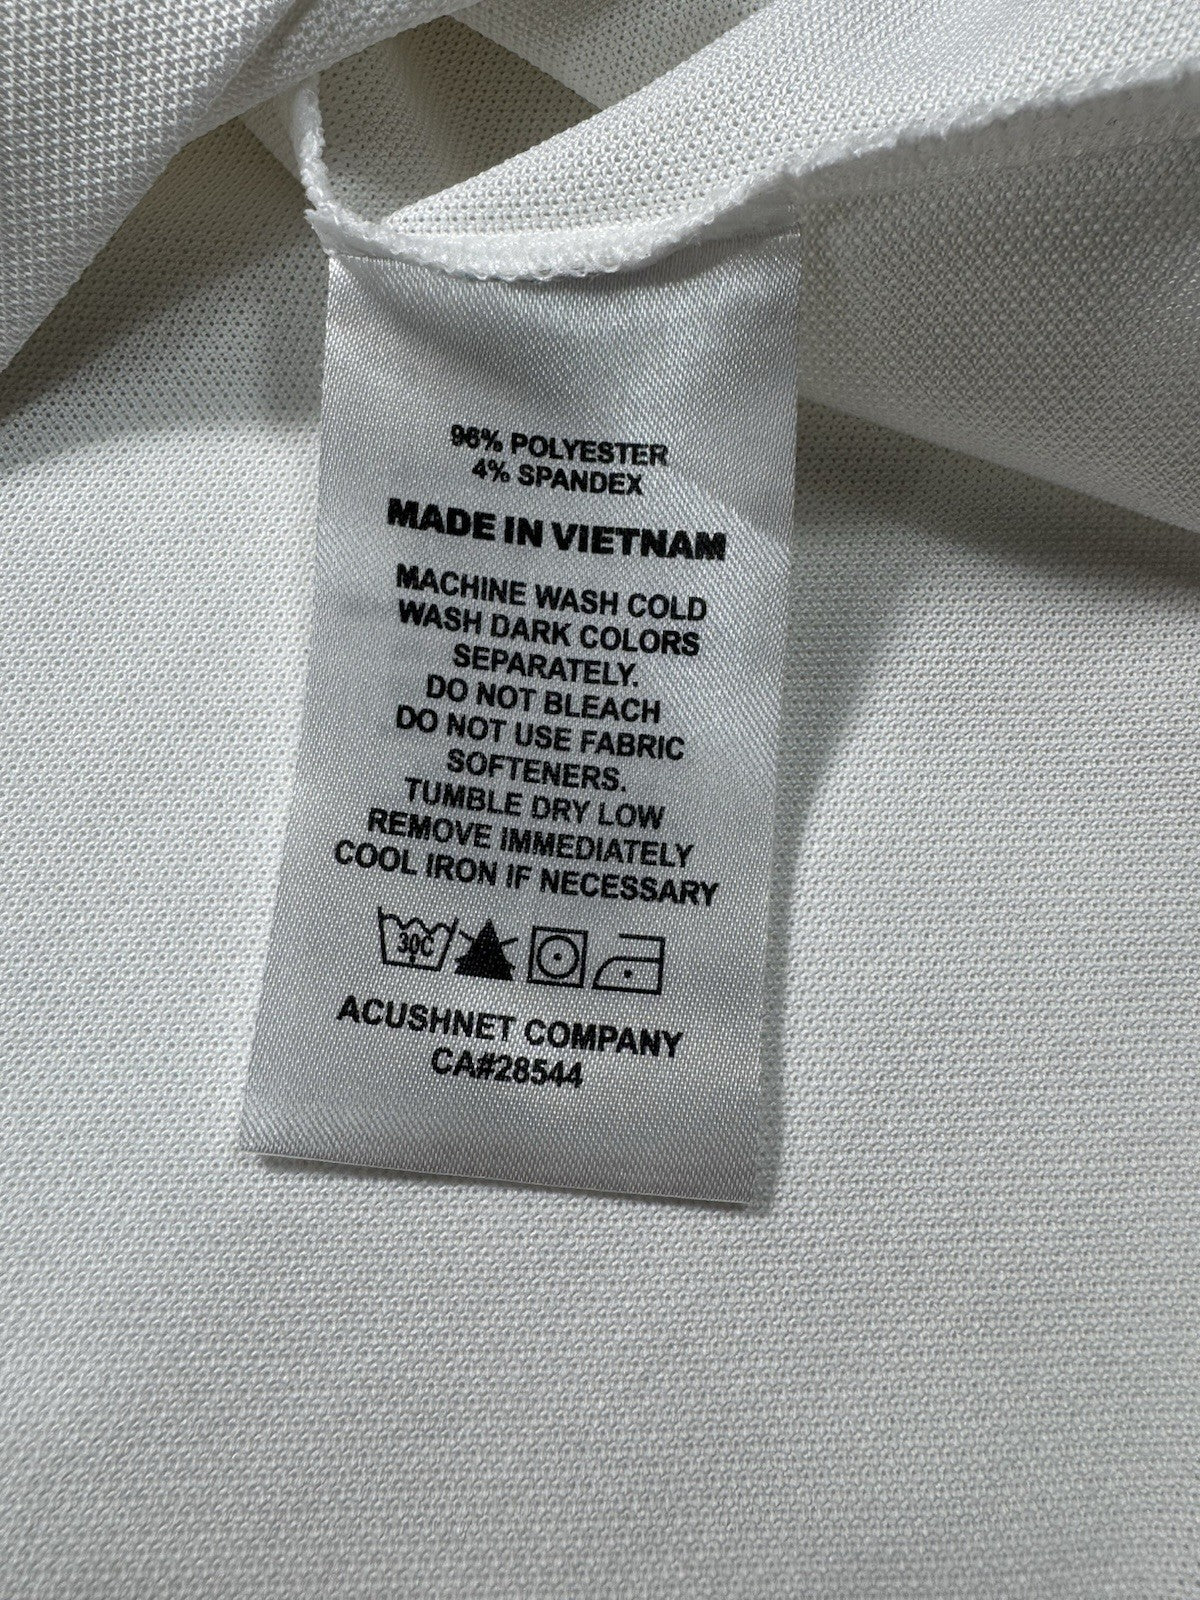 96% POLYESTER
4% SPANDEX
MADE IN VIETNAM
MACHINE WASH COLD
WASH DARK COLORS
SEPARATELY.
DO NOT BLEACH
DO NOT USE FABRIC
SOFTENERS.
TUMBLE DRY LOW
REMOVE IMMEDIATELY
COOL IRON IF NECESSARY
30C
ACUSHNET COMPANY
CA#28544